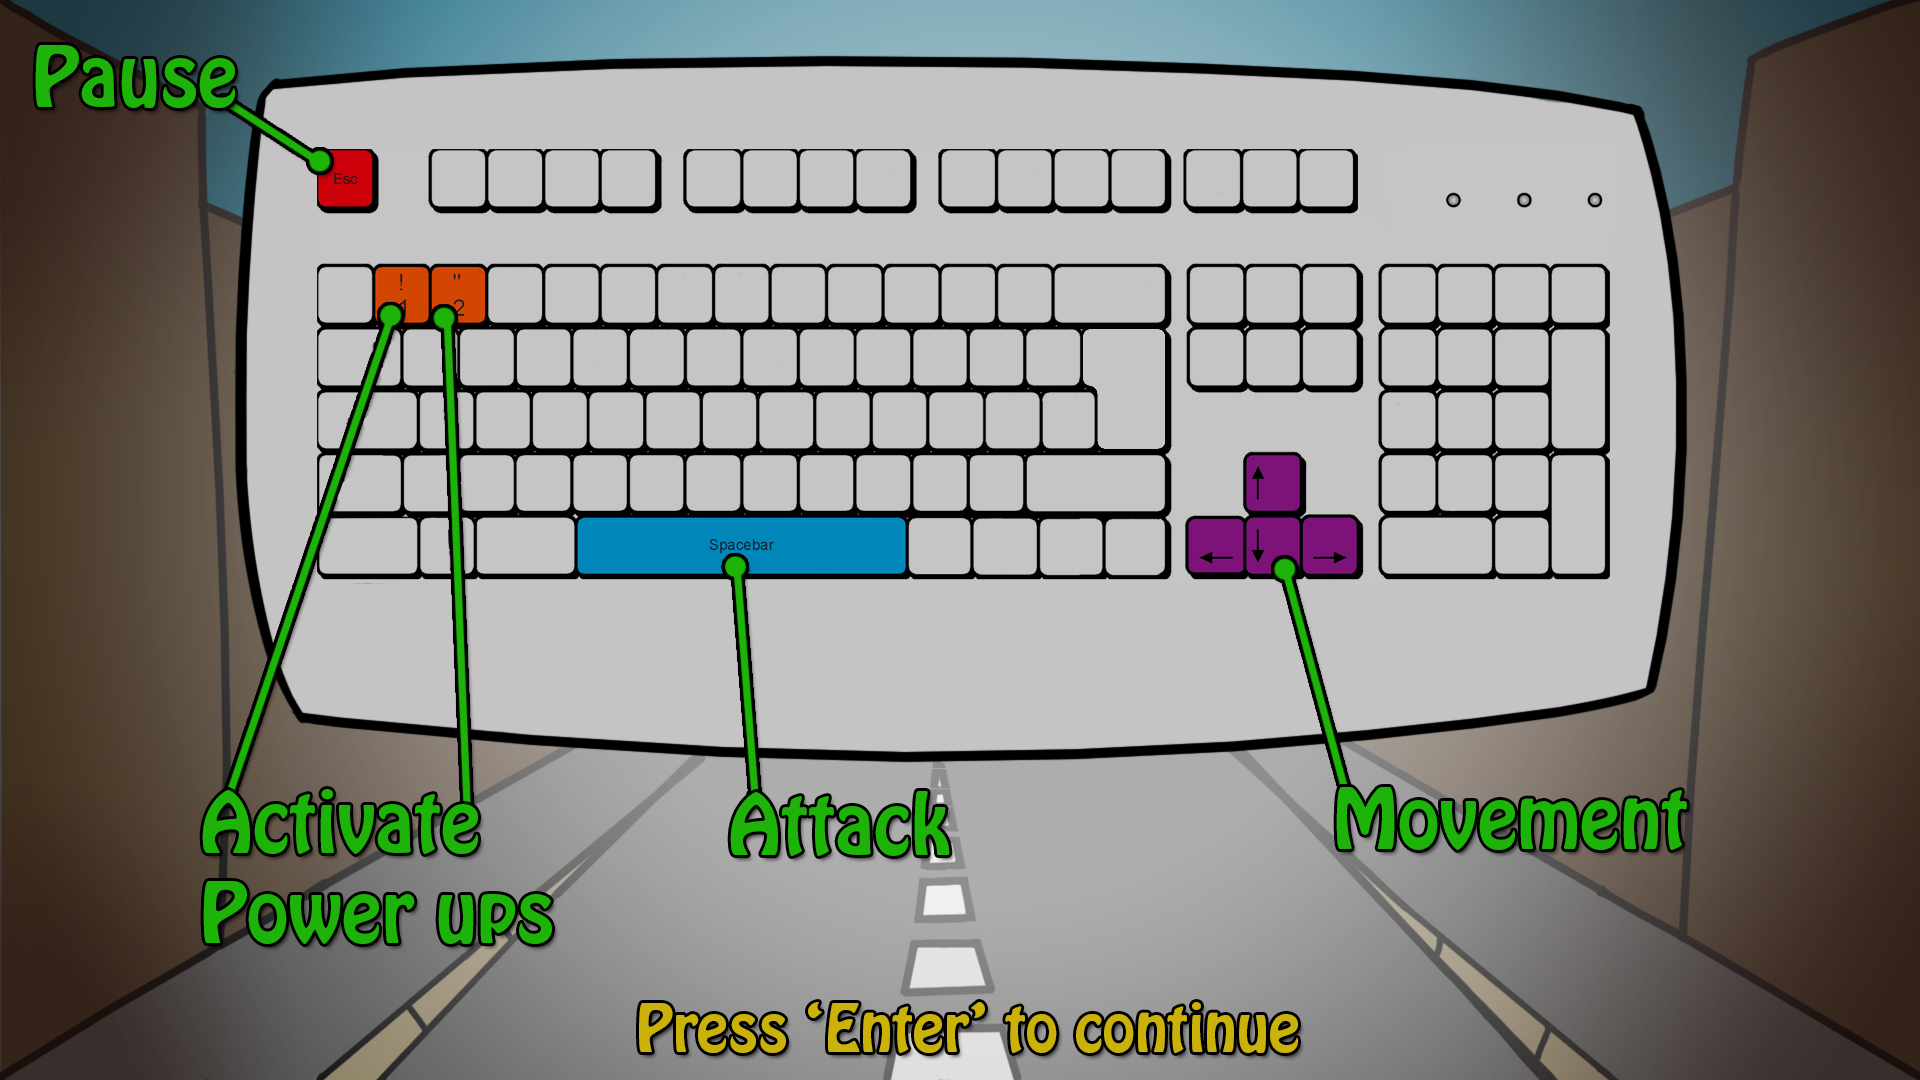 Pause
Esc
!
1
"
2
↑
Spacebar
← ↓ →
Activate
Power ups
Attack
Movement
Press ‘Enter’ to continue